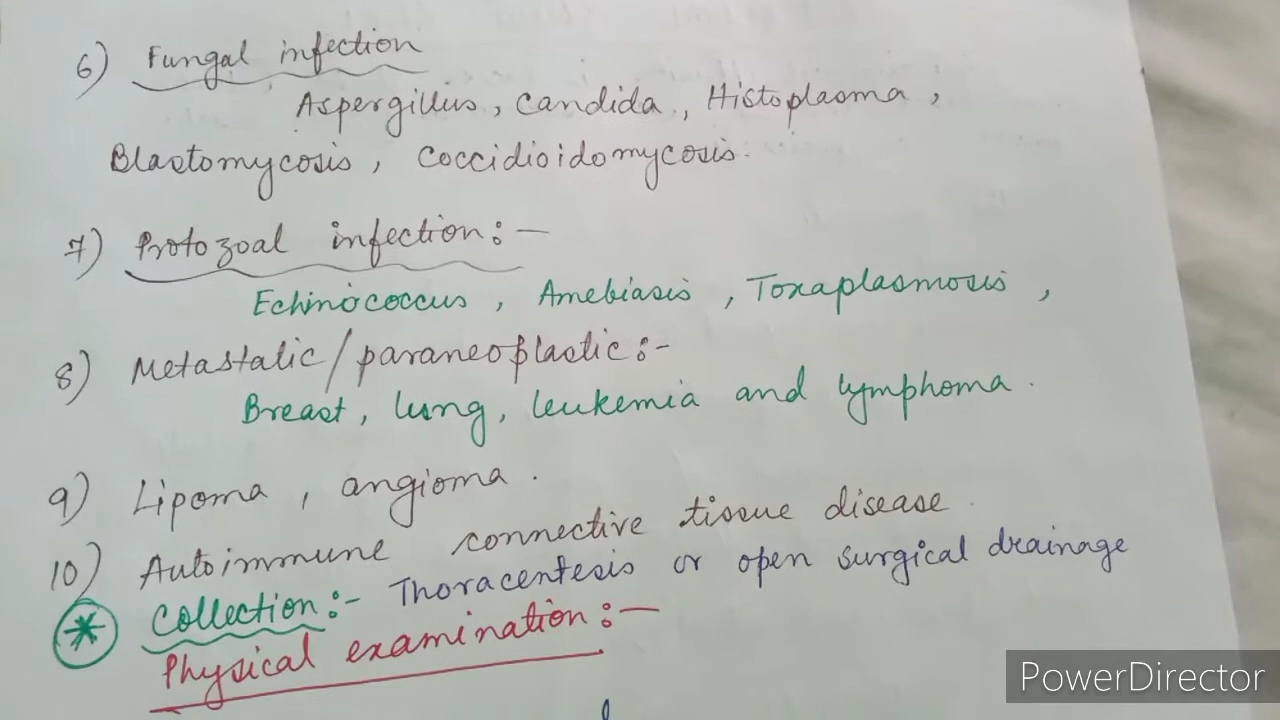 6) Fungal infection
Aspergillus, candida, Histoplasma,
Blastomycosis, Coccidioidomycosis.
7) Protozoal infection:-
Echinococcus, Amebiasis, Toxaplasmosis,
8) Metastatic/paraneoplastic:-
Breast, lung, leukemia and lymphoma.
9) Lipoma, angioma.
10) Autoimmune connective tissue disease.
* Collection:- Thoracentesis or open surgical drainage
Physical examination:-
PowerDirector